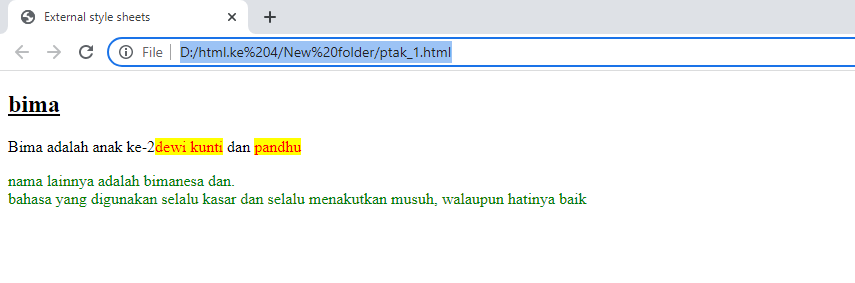 External style sheets
File
D:/html.ke%204/New%20folder/ptak_1.html
bima
Bima adalah anak ke-2dewi kunti dan pandhu
nama lainnya adalah bimanesa dan.
bahasa yang digunakan selalu kasar dan selalu menakutkan musuh, walaupun hatinya baik